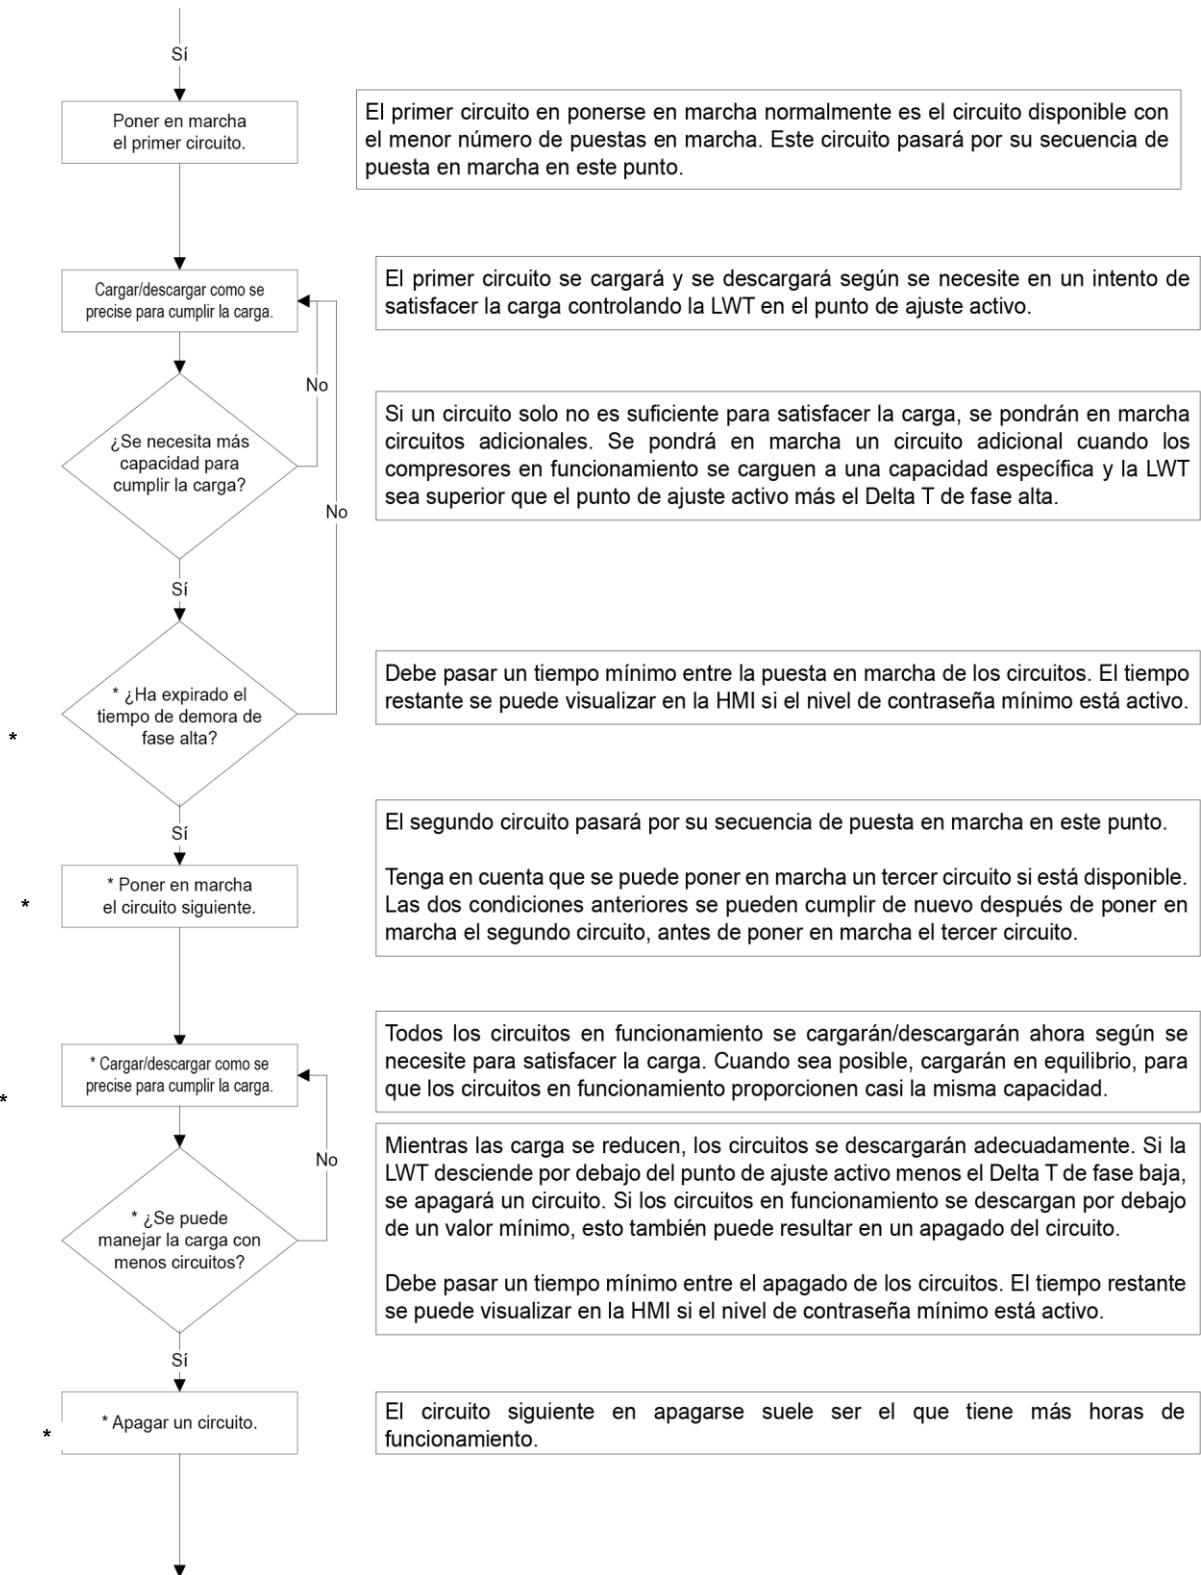 Sí
Poner en marcha
el primer circuito.
El primer circuito en ponerse en marcha normalmente es el circuito disponible con
el menor número de puestas en marcha. Este circuito pasará por su secuencia de
puesta en marcha en este punto.
Cargar/descargar como se
precise para cumplir la carga.
El primer circuito se cargará y se descargará según se necesite en un intento de
satisfacer la carga controlando la LWT en el punto de ajuste activo.
No
¿Se necesita más
capacidad para
cumplir la carga?
Si un circuito solo no es suficiente para satisfacer la carga, se pondrán en marcha
circuitos adicionales. Se pondrá en marcha un circuito adicional cuando los
compresores en funcionamiento se carguen a una capacidad específica y la LWT
sea superior que el punto de ajuste activo más el Delta T de fase alta.
No
Sí
* ¿Ha expirado el
tiempo de demora de
fase alta?
*
Debe pasar un tiempo mínimo entre la puesta en marcha de los circuitos. El tiempo
restante se puede visualizar en la HMI si el nivel de contraseña mínimo está activo.
Sí
* Poner en marcha
el circuito siguiente.
*
El segundo circuito pasará por su secuencia de puesta en marcha en este punto.
Tenga en cuenta que se puede poner en marcha un tercer circuito si está disponible.
Las dos condiciones anteriores se pueden cumplir de nuevo después de poner en
marcha el segundo circuito, antes de poner en marcha el tercer circuito.
* Cargar/descargar como se
precise para cumplir la carga.
*
Todos los circuitos en funcionamiento se cargarán/descargarán ahora según se
necesite para satisfacer la carga. Cuando sea posible, cargarán en equilibrio, para
que los circuitos en funcionamiento proporcionen casi la misma capacidad.
No
* ¿Se puede
manejar la carga con
menos circuitos?
Mientras las carga se reducen, los circuitos se descargarán adecuadamente. Si la
LWT desciende por debajo del punto de ajuste activo menos el Delta T de fase baja,
se apagará un circuito. Si los circuitos en funcionamiento se descargan por debajo
de un valor mínimo, esto también puede resultar en un apagado del circuito.
Debe pasar un tiempo mínimo entre el apagado de los circuitos. El tiempo restante
se puede visualizar en la HMI si el nivel de contraseña mínimo está activo.
Sí
* Apagar un circuito.
*
El circuito siguiente en apagarse suele ser el que tiene más horas de
funcionamiento.